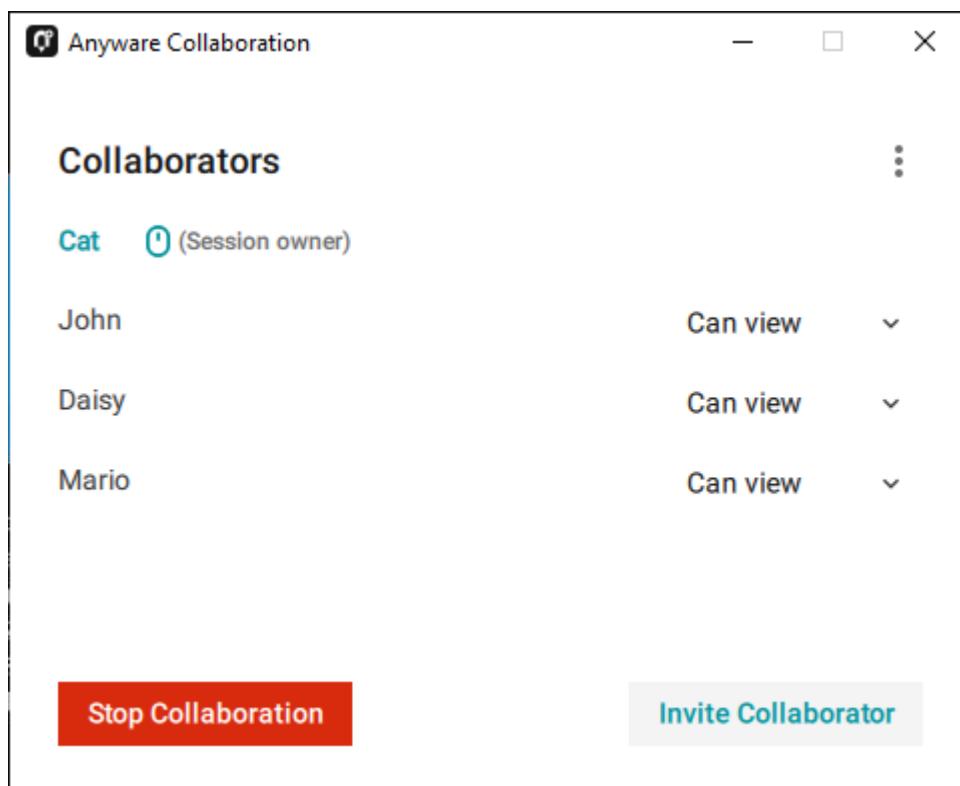 Anyware Collaboration
Collaborators
Cat (Session owner)
John Can view
Daisy Can view
Mario Can view
Stop Collaboration Invite Collaborator